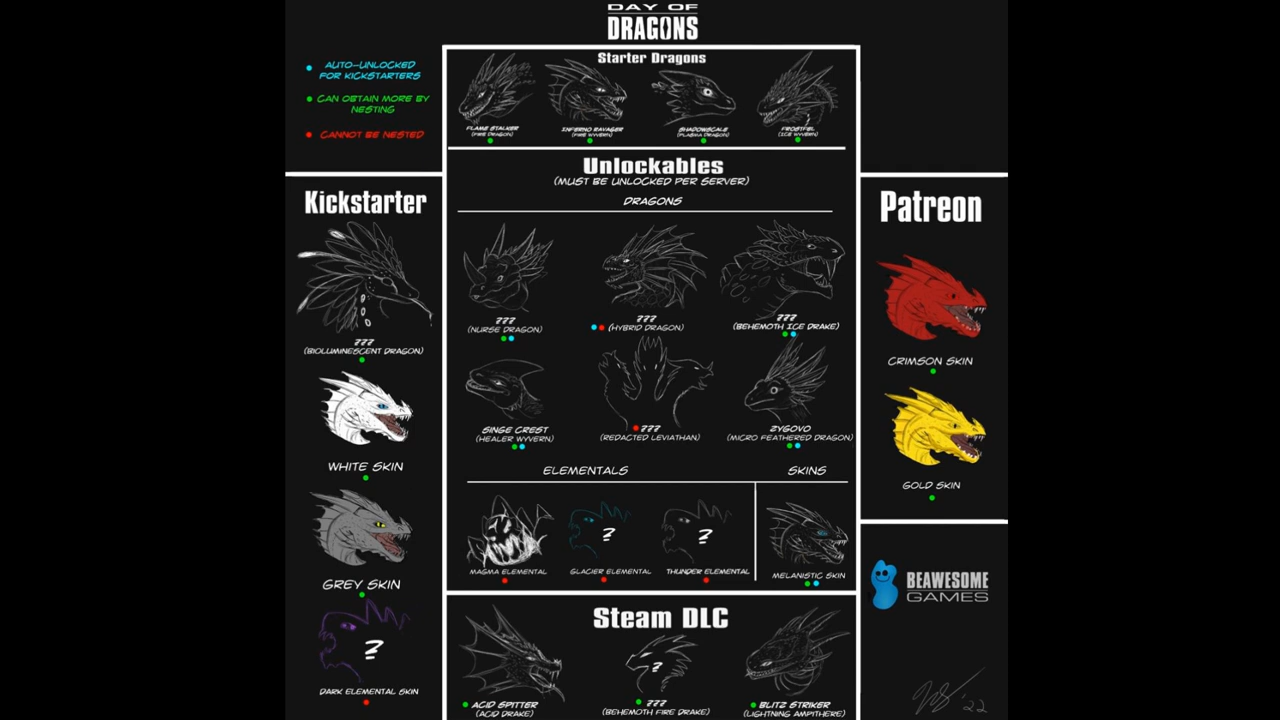 DAY OF
DRAGONS
AUTO-UNLOCKED
FOR KICKSTARTERS
CAN OBTAIN MORE BY
NESTING
CANNOT BE NESTED
Starter Dragons
FLAME STALKER
(FIRE DRAGON)
INFERNO RAVAGER
(FIRE WYVERN)
SHADOWSCALE
(PLASMA DRAGON)
(ICE WYVERN)
Unlockables
(MUST BE UNLOCKED PER SERVER)
DRAGONS
???
(NURSE DRAGON)
???
(HYBRID DRAGON)
???
(BEHEMOTH ICE DRAKE)
SINGE CREST
(HEALER WYVERN)
???
(REDACTED LEVIATHAN)
ZYGOVO
(MICRO FEATHERED DRAGON)
ELEMENTALS
SKINS
MAGMA ELEMENTAL
?
GLACIER ELEMENTAL
?
THUNDER ELEMENTAL
MELANISTIC SKIN
Steam DLC
ACID SPITTER
(ACID DRAKE)
?
???
(BEHEMOTH FIRE DRAKE)
BLITZ STRIKER
(LIGHTNING AMPITHERE)
Kickstarter
???
(BIOLUMINESCENT DRAGON)
WHITE SKIN
GREY SKIN
?
DARK ELEMENTAL SKIN
Patreon
CRIMSON SKIN
GOLD SKIN
BEAWESOME
GAMES
'22